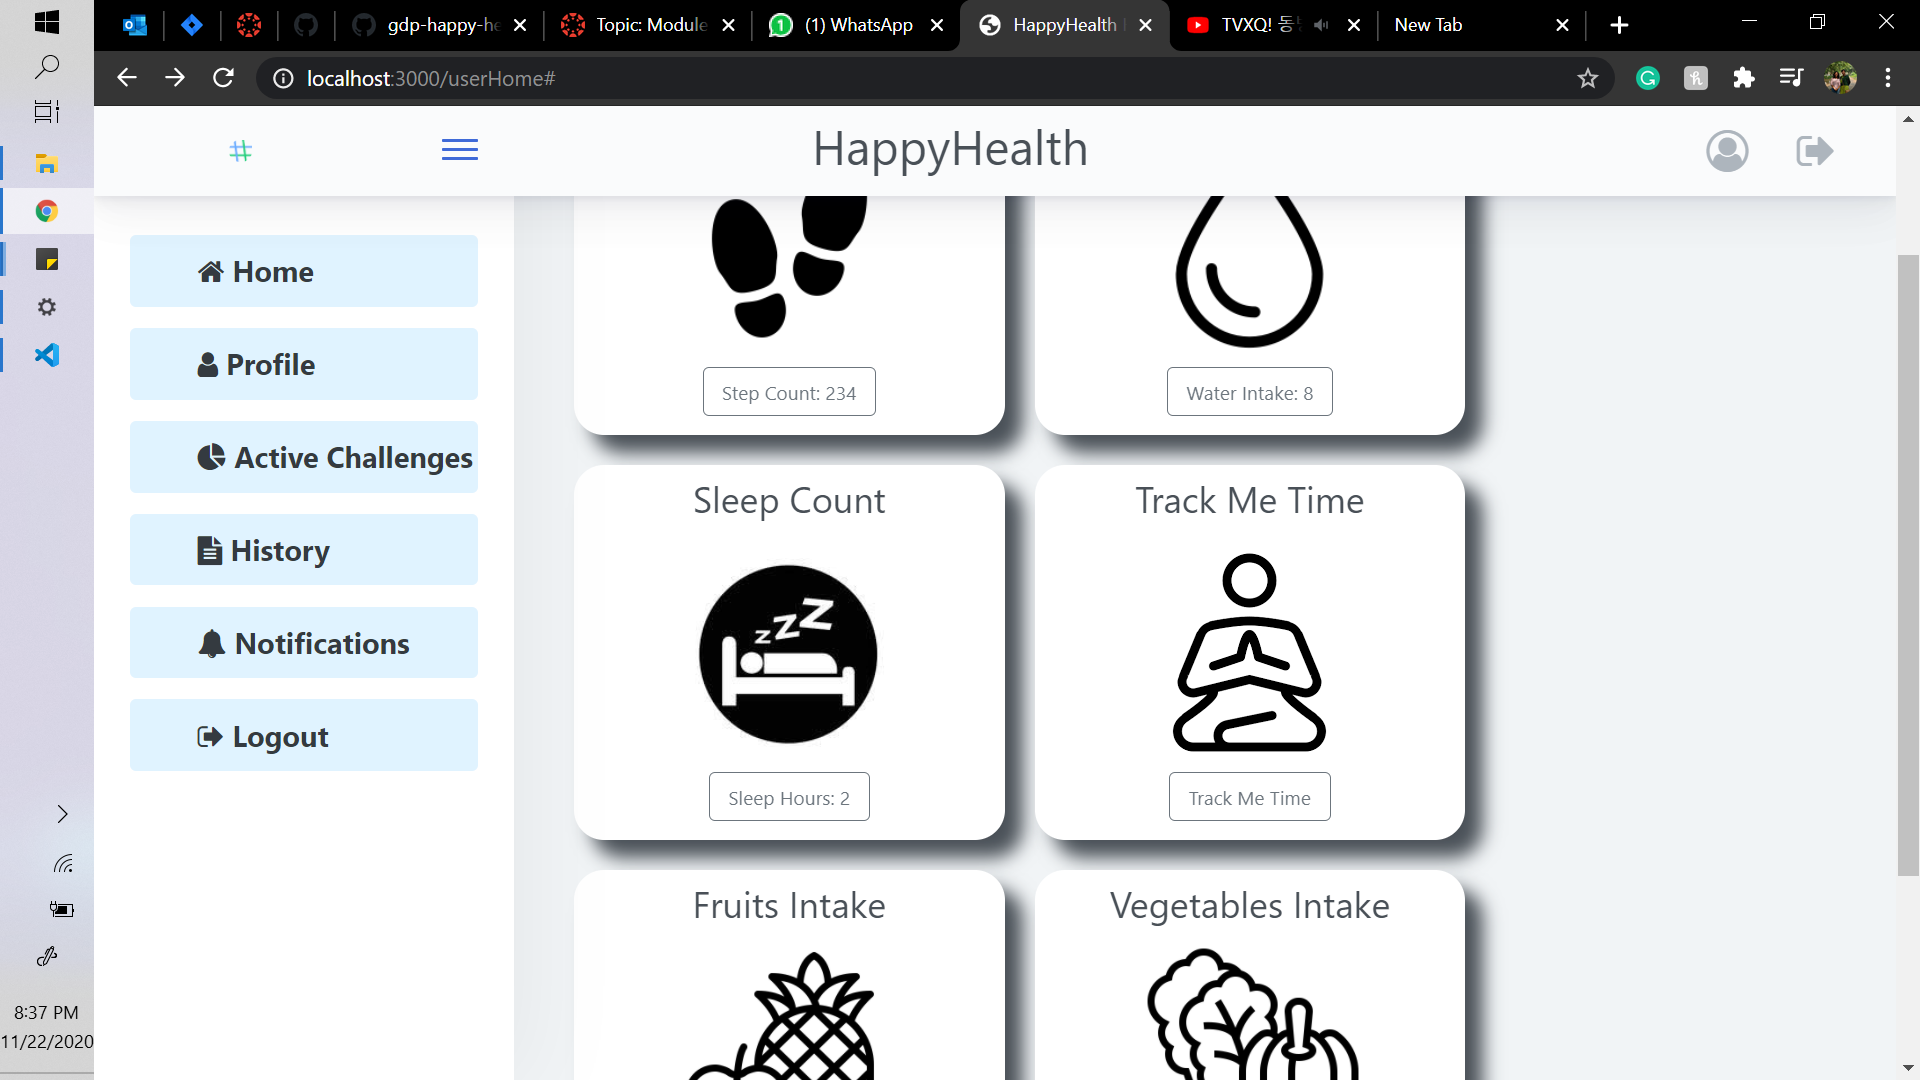 gdp-happy-he
Topic: Module
(1) WhatsApp
HappyHealth
TVXQ! 동
New Tab
localhost:3000/userHome#
HappyHealth
Home
Profile
Active Challenges
History
Notifications
Logout
Step Count: 234
Water Intake: 8
Sleep Count
Track Me Time
zzZ
Sleep Hours: 2
Track Me Time
Fruits Intake
Vegetables Intake
8:37 PM
11/22/2020